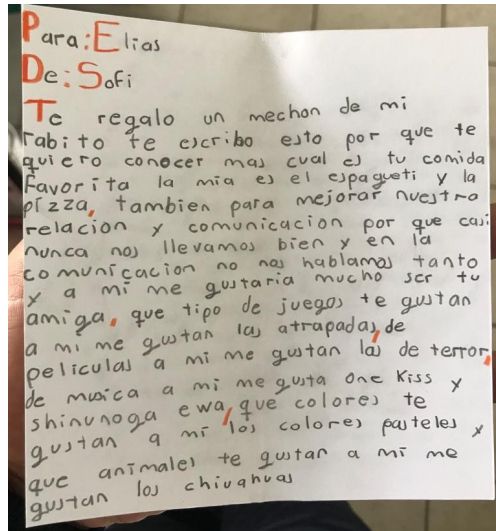 Para: Elias
De: Sofi
Te regalo un mechon de mi
rabito te escribo esto por que te
quiero conocer mas cual es tu comida
Favorita la mia es el espagueti y la
pizza, tambien para mejorar nuestra
relacion y comunicacion por que casi
nunca nos llevamos bien y en la
comunicacion no nos hablamos tanto
y a mi me gustaria mucho ser tu
amiga, que tipo de juegos te gustan
a mi me gustan las atrapadas, de
peliculas a mi me gustan las de terror,
de musica a mi me gusta one Kiss y
shinunoga ewa, que colores te
gustan a mi los colores pasteles y
que animales te gustan a mi me
gustan los chiuahuas